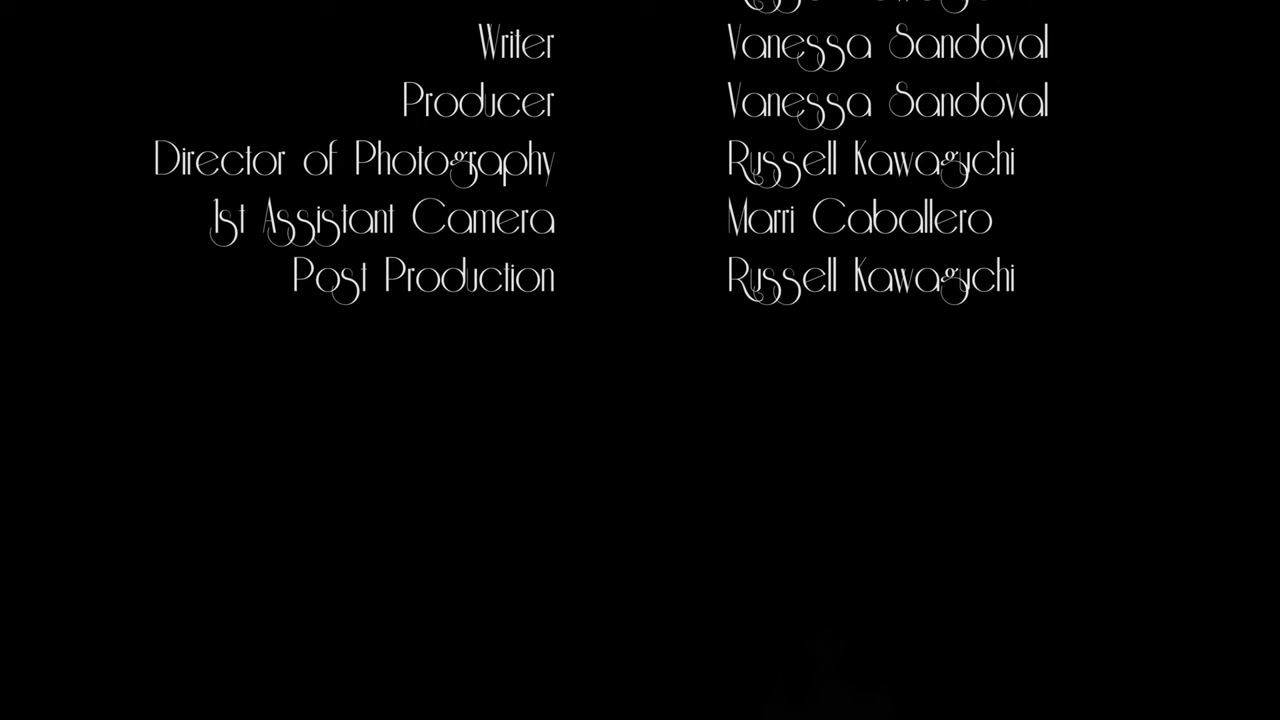 Writer Vanessa Sandoval
Producer Vanessa Sandoval
Director of Photography Russell Kawaguchi
1st Assistant Camera Marri Caballero
Post Production Russell Kawaguchi